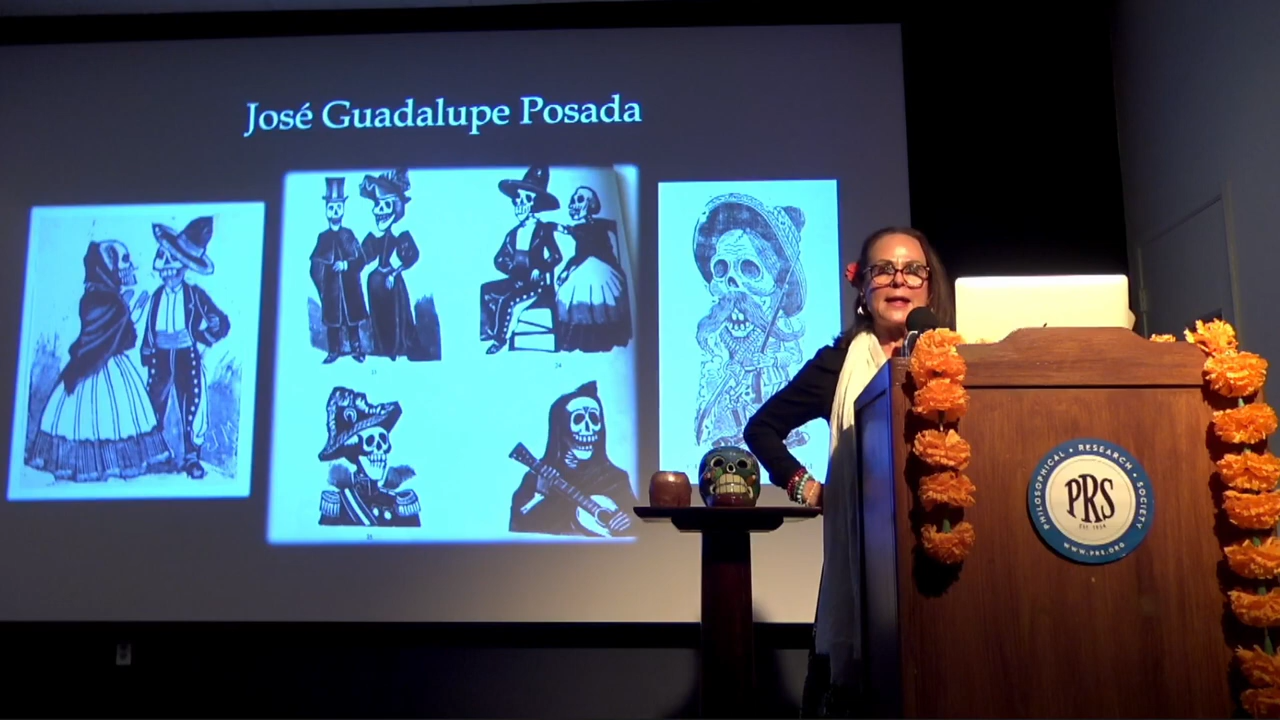 José Guadalupe Posada
PHILOSOPHICAL • RESEARCH • SOCIETY
PRS
EST. 1934
WWW.PRS.ORG